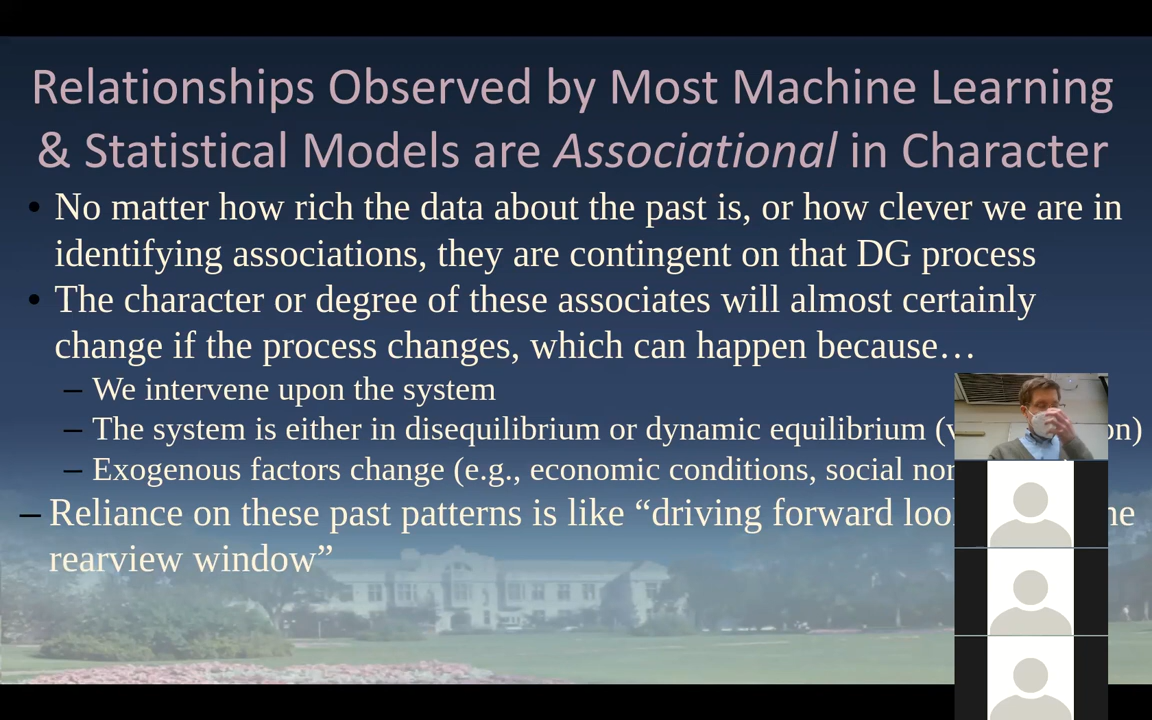 Relationships Observed by Most Machine Learning
& Statistical Models are Associational in Character
• No matter how rich the data about the past is, or how clever we are in
identifying associations, they are contingent on that DG process
• The character or degree of these associates will almost certainly
change if the process changes, which can happen because…
– We intervene upon the system
– The system is either in disequilibrium or dynamic equilibrium (
– Exogenous factors change (e.g., economic conditions, social
– Reliance on these past patterns is like “driving forward
rearview window”